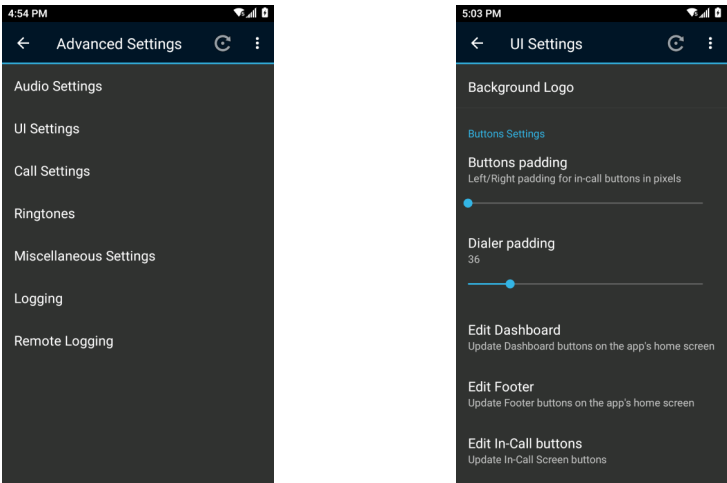 4:54 PM
Advanced Settings
Audio Settings
UI Settings
Call Settings
Ringtones
Miscellaneous Settings
Logging
Remote Logging
5:03 PM
UI Settings
Background Logo
Buttons Settings
Buttons padding
Left/Right padding for in-call buttons in pixels
Dialer padding
36
Edit Dashboard
Update Dashboard buttons on the app's home screen
Edit Footer
Update Footer buttons on the app's home screen
Edit In-Call buttons
Update In-Call Screen buttons